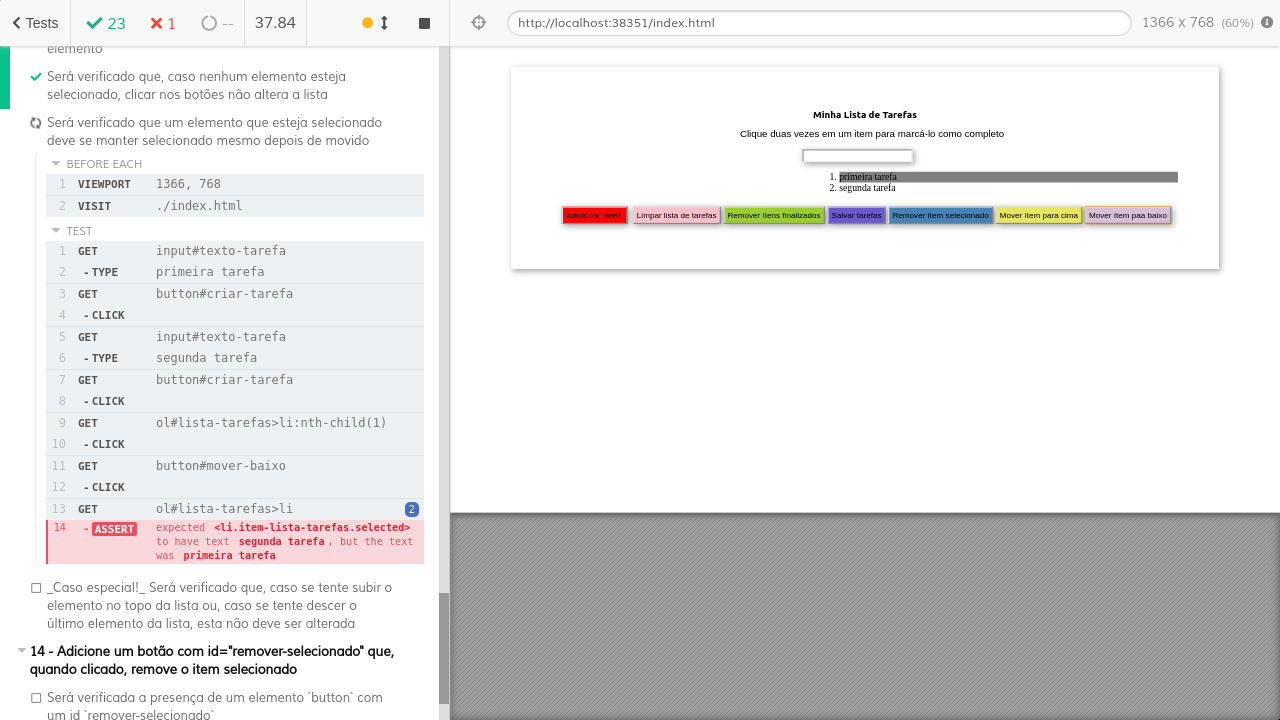 Tests
23
1
--
37.84
http://localhost:38351/index.html
1366 x 768 (60%)
elemento
Será verificado que, caso nenhum elemento esteja
selecionado, clicar nos botões não altera a lista
Será verificado que um elemento que esteja selecionado
deve se manter selecionado mesmo depois de movido
BEFORE EACH
1 VIEWPORT 1366, 768
2 VISIT ./index.html
TEST
1 GET input#texto-tarefa
2 -TYPE primeira tarefa
3 GET button#criar-tarefa
4 -CLICK
5 GET input#texto-tarefa
6 -TYPE segunda tarefa
7 GET button#criar-tarefa
8 -CLICK
9 GET ol#lista-tarefas>li:nth-child(1)
10 -CLICK
11 GET button#mover-baixo
12 -CLICK
13 GET ol#lista-tarefas>li 2
14 -ASSERT expected <li.item-lista-tarefas.selected>
to have text segunda tarefa, but the text
was primeira tarefa
_Caso especial!_ Será verificado que, caso se tente subir o
elemento no topo da lista ou, caso se tente descer o
último elemento da lista, esta não deve ser alterada
14 - Adicione um botão com id="remover-selecionado" que,
quando clicado, remove o item selecionado
Será verificada a presença de um elemento `button` com
um id `remover-selecionado`
Minha Lista de Tarefas
Clique duas vezes em um item para marcá-lo como completo
1. primeira tarefa
2. segunda tarefa
Adicionar tarefa Limpar lista de tarefas Remover itens finalizados Salvar tarefas Remover item selecionado Mover item para cima Mover item paa baixo